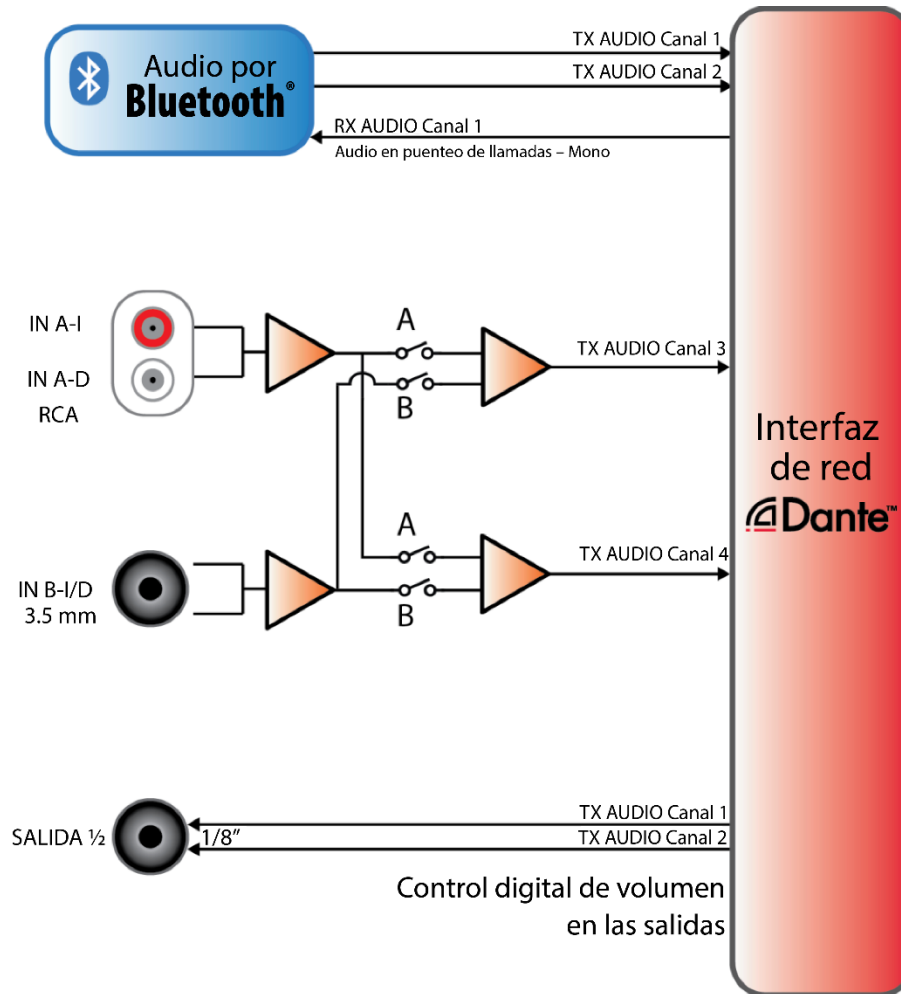 Audio por
Bluetooth®
TX AUDIO Canal 1
TX AUDIO Canal 2
RX AUDIO Canal 1
Audio en puenteo de llamadas – Mono
IN A-I
IN A-D
RCA
A
B
TX AUDIO Canal 3
A
B
TX AUDIO Canal 4
IN B-I/D
3.5 mm
Interfaz
de red
Dante™
SALIDA ½
1/8”
TX AUDIO Canal 1
TX AUDIO Canal 2
Control digital de volumen
en las salidas